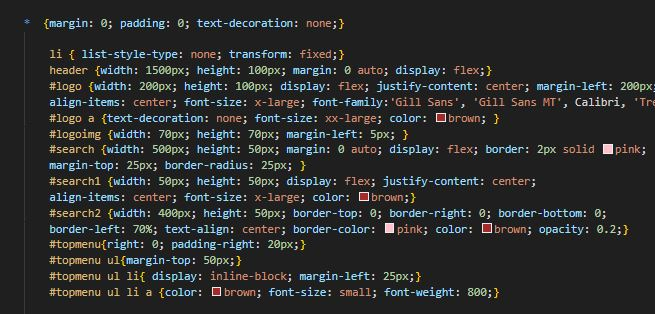 * {margin: 0; padding: 0; text-decoration: none;}
li { list-style-type: none; transform: fixed;}
header {width: 1500px; height: 100px; margin: 0 auto; display: flex;}
#logo {width: 200px; height: 100px; display: flex; justify-content: center; margin-left: 200px;
align-items: center; font-size: x-large; font-family:'Gill Sans', 'Gill Sans MT', Calibri, 'Tre
#logo a {text-decoration: none; font-size: xx-large; color: brown; }
#logoimg {width: 70px; height: 70px; margin-left: 5px; }
#search {width: 500px; height: 50px; margin: 0 auto; display: flex; border: 2px solid pink;
margin-top: 25px; border-radius: 25px; }
#search1 {width: 50px; height: 50px; display: flex; justify-content: center;
align-items: center; font-size: x-large; color: brown;}
#search2 {width: 400px; height: 50px; border-top: 0; border-right: 0; border-bottom: 0;
border-left: 70%; text-align: center; border-color: pink; color: brown; opacity: 0.2;}
#topmenu{right: 0; padding-right: 20px;}
#topmenu ul{margin-top: 50px;}
#topmenu ul li{ display: inline-block; margin-left: 25px;}
#topmenu ul li a {color: brown; font-size: small; font-weight: 800;}